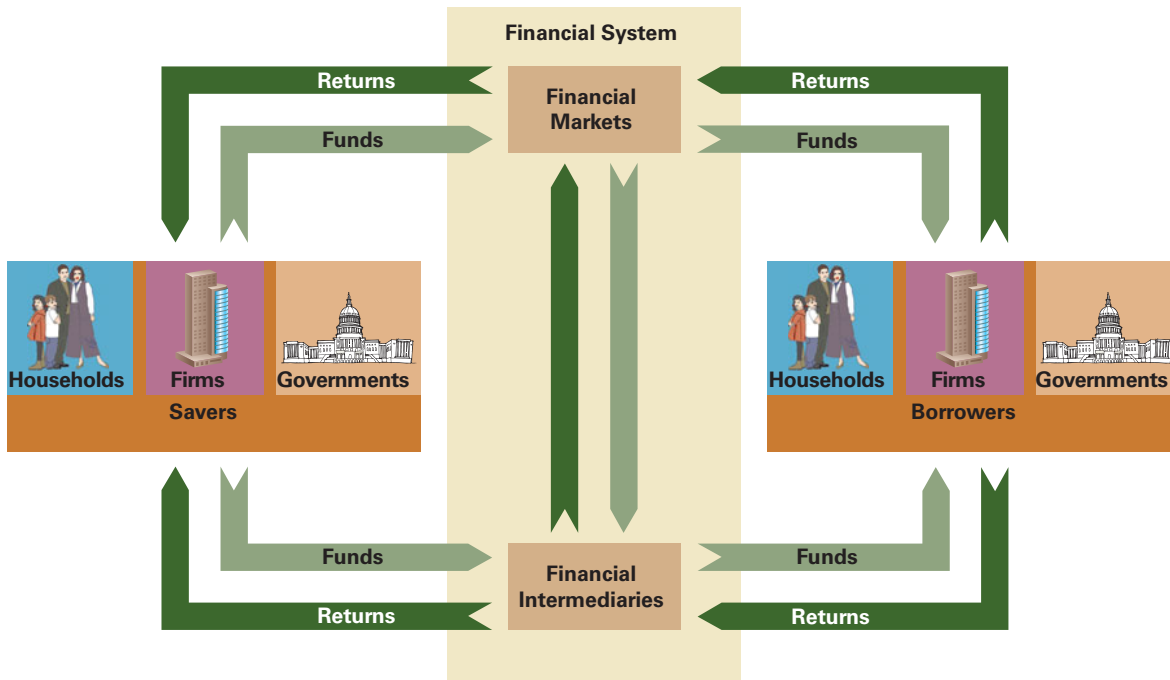 Financial System
Returns
Financial
Markets
Returns
Funds
Funds
Households
Firms
Governments
Savers
Households
Firms
Governments
Borrowers
Funds
Financial
Intermediaries
Funds
Returns
Returns